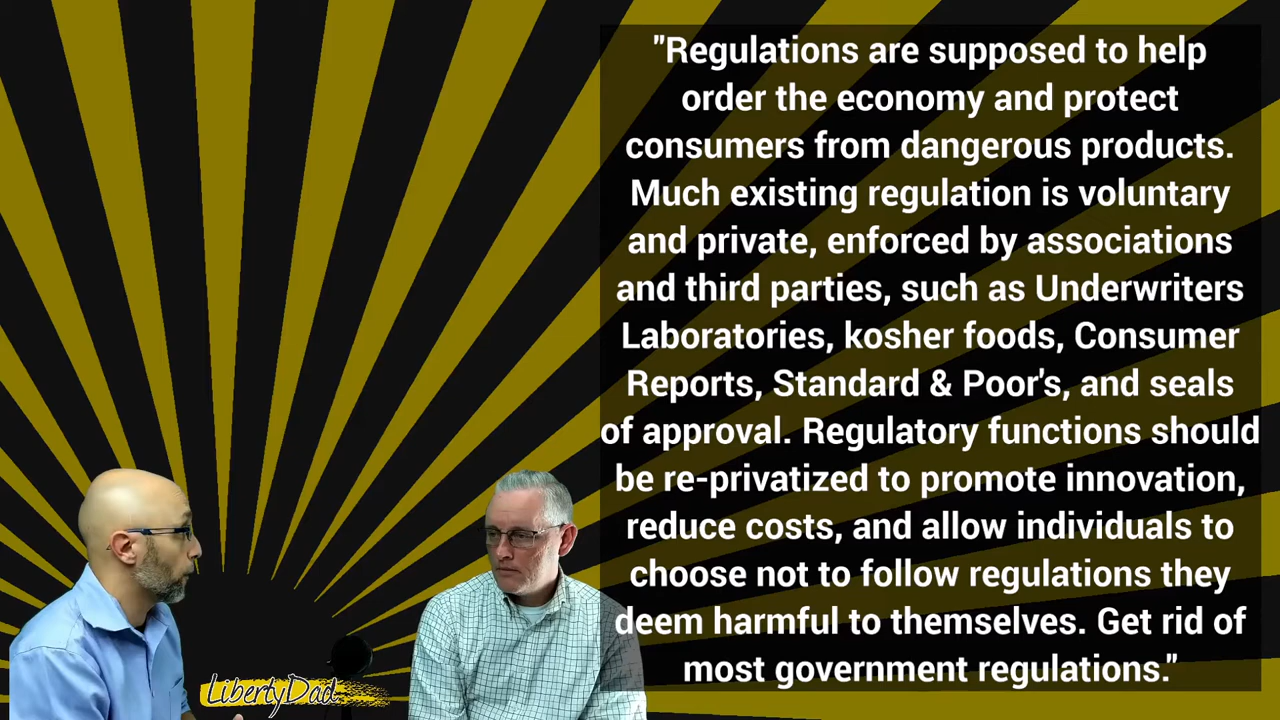 "Regulations are supposed to help
order the economy and protect
consumers from dangerous products.
Much existing regulation is voluntary
and private, enforced by associations
and third parties, such as Underwriters
Laboratories, kosher foods, Consumer
Reports, Standard & Poor's, and seals
of approval. Regulatory functions should
be re-privatized to promote innovation,
reduce costs, and allow individuals to
choose not to follow regulations they
deem harmful to themselves. Get rid of
most government regulations."
LibertyDad